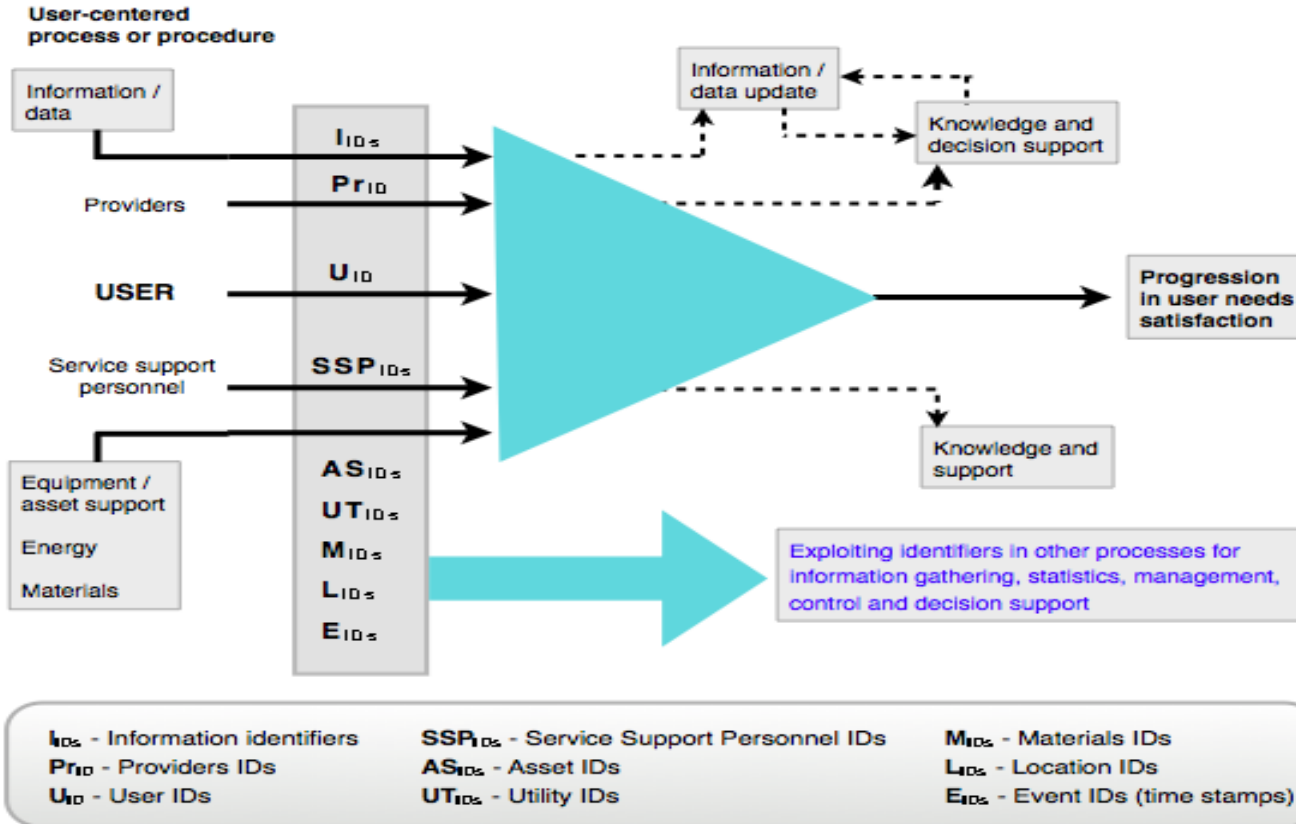 User-centered
process or procedure
Information /
data
Providers
USER
Service support
personnel
Equipment /
asset support
Energy
Materials
IIDs
PrID
UID
SSPIDs
ASIDs
UTIDs
MIDs
LIDs
EIDs
Information /
data update
Knowledge and
decision support
Progression
in user needs
satisfaction
Knowledge and
support
Exploiting identifiers in other processes for
information gathering, statistics, management,
control and decision support
IIDs - Information identifiers
PrID - Providers IDs
UID - User IDs
SSPIDs - Service Support Personnel IDs
ASIDs - Asset IDs
UTIDs - Utility IDs
MIDs - Materials IDs
LIDs - Location IDs
EIDs - Event IDs (time stamps)